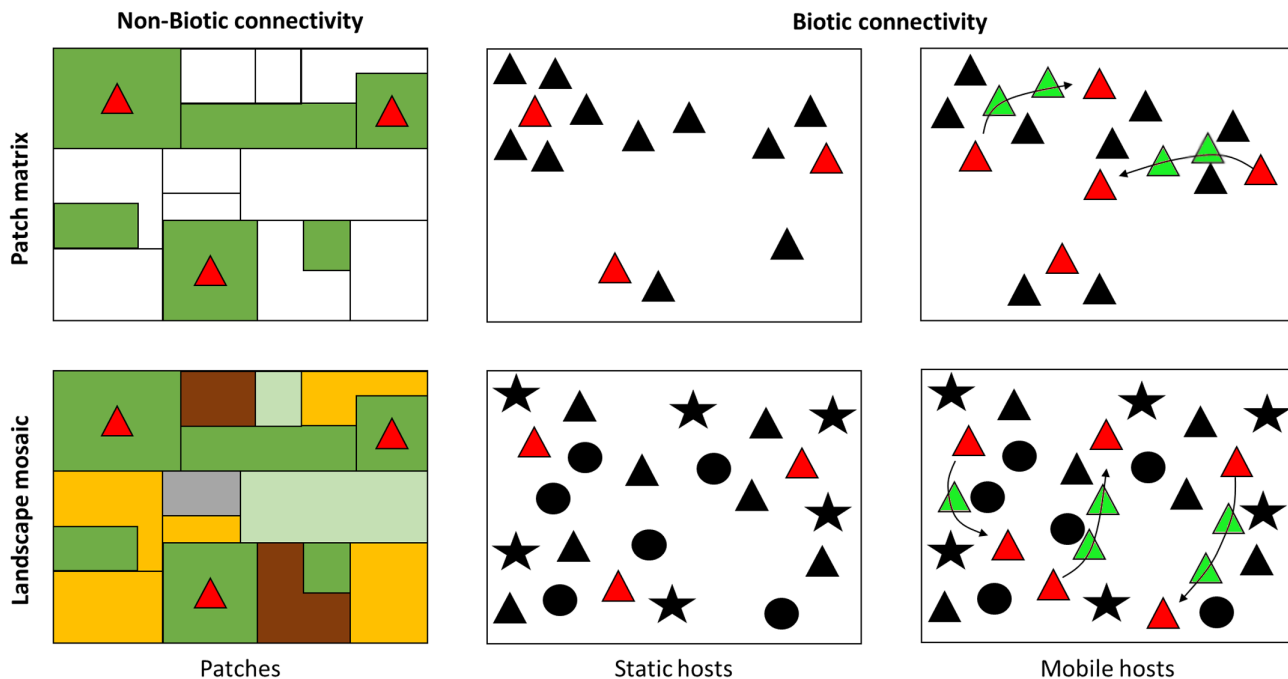 Non-Biotic connectivity
Biotic connectivity
Patch matrix
Landscape mosaic
Patches
Static hosts
Mobile hosts